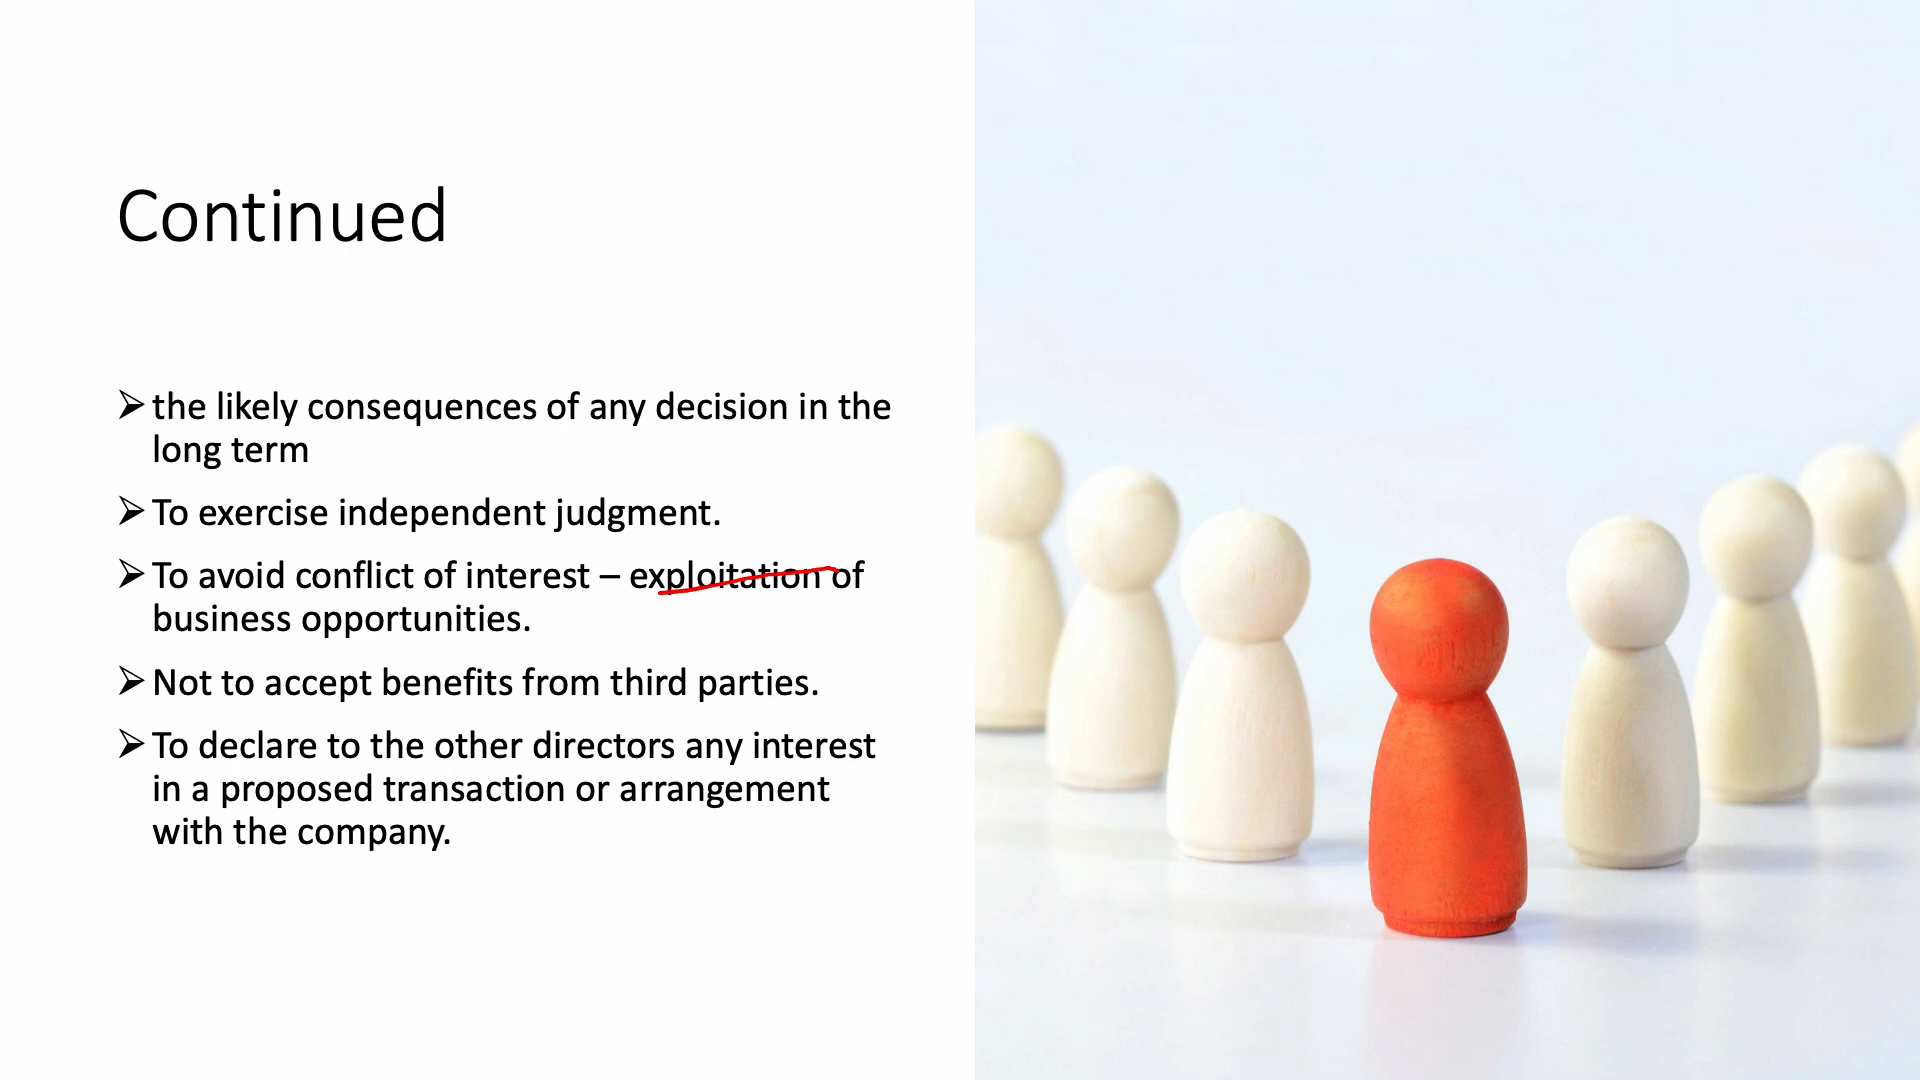 Continued
➢ the likely consequences of any decision in the
long term
➢ To exercise independent judgment.
➢ To avoid conflict of interest – exploitation of
business opportunities.
➢ Not to accept benefits from third parties.
➢ To declare to the other directors any interest
in a proposed transaction or arrangement
with the company.